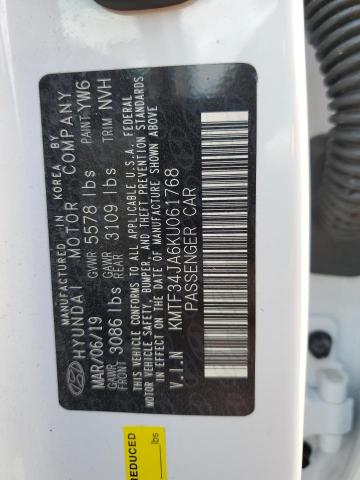 MANUFACTURED IN KOREA BY
HYUNDAI MOTOR COMPANY
MAR/06/19 GVWR 5578 lbs PAINT YW6
GAWR FRONT 3086 lbs GAWR REAR 3109 lbs TRIM NVH
THIS VEHICLE CONFORMS TO ALL APPLICABLE U.S.A. FEDERAL
MOTOR VEHICLE SAFETY, BUMPER, AND THEFT PREVENTION STANDARDS
IN EFFECT ON THE DATE OF MANUFACTURE SHOWN ABOVE
V.I.N KMTF34JA6KU061768
PASSENGER CAR
REDUCED
lbs